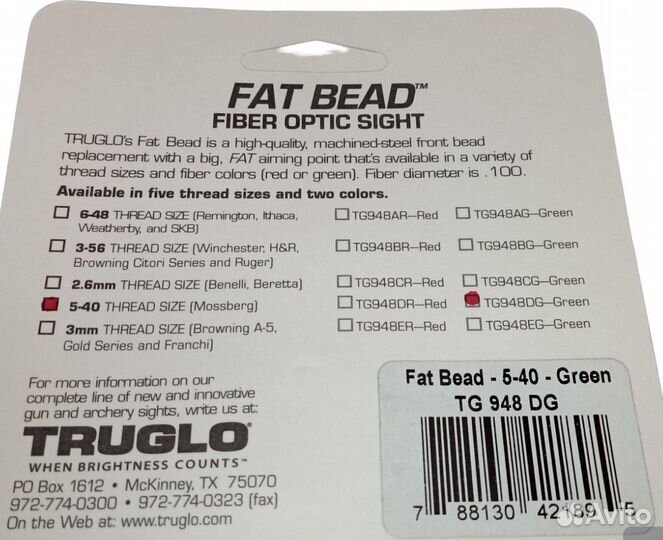 FAT BEAD™
FIBER OPTIC SIGHT
TRUGLO's Fat Bead is a high-quality, machined-steel front bead
replacement with a big, FAT aiming point that's available in a variety of
thread sizes and fiber colors (red or green). Fiber diameter is .100.
Available in five thread sizes and two colors.
6-48 THREAD SIZE (Remington, Ithaca, TG948AR—Red TG948AG—Green
Weatherby, and SKB)
3-56 THREAD SIZE (Winchester, H&R, TG948BR—Red TG948BG—Green
Browning Citori Series and Ruger)
2.6mm THREAD SIZE (Benelli, Beretta) TG948CR—Red TG948CG—Green
5-40 THREAD SIZE (Mossberg) TG948DR—Red TG948DG—Green
3mm THREAD SIZE (Browning A-5, TG948ER—Red TG948EG—Green
Gold Series and Franchi)
For more information on our
complete line of new and innovative
gun and archery sights, write us at:
TRUGLO®
WHEN BRIGHTNESS COUNTS™
PO Box 1612 • McKinney, TX 75070
972-774-0300 • 972-774-0323 (fax)
On the Web at: www.truglo.com
Fat Bead - 5-40 - Green
TG 948 DG
7 88130 42189 5
Avito